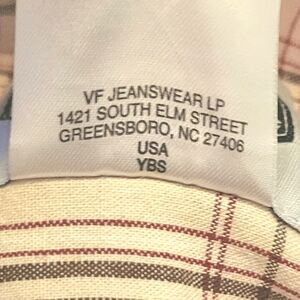 VF JEANSWEAR LP
1421 SOUTH ELM STREET
GREENSBORO, NC 27406
USA
YBS